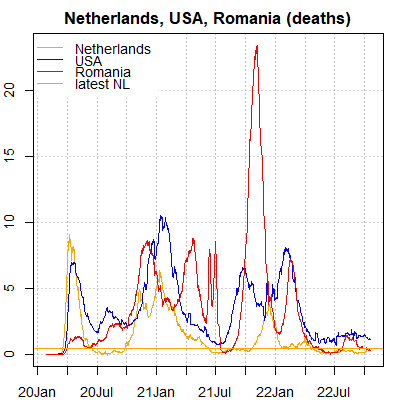 Netherlands, USA, Romania (deaths)
Netherlands
USA
Romania
latest NL
20
15
10
5
0
20Jan 20Jul 21Jan 21Jul 22Jan 22Jul